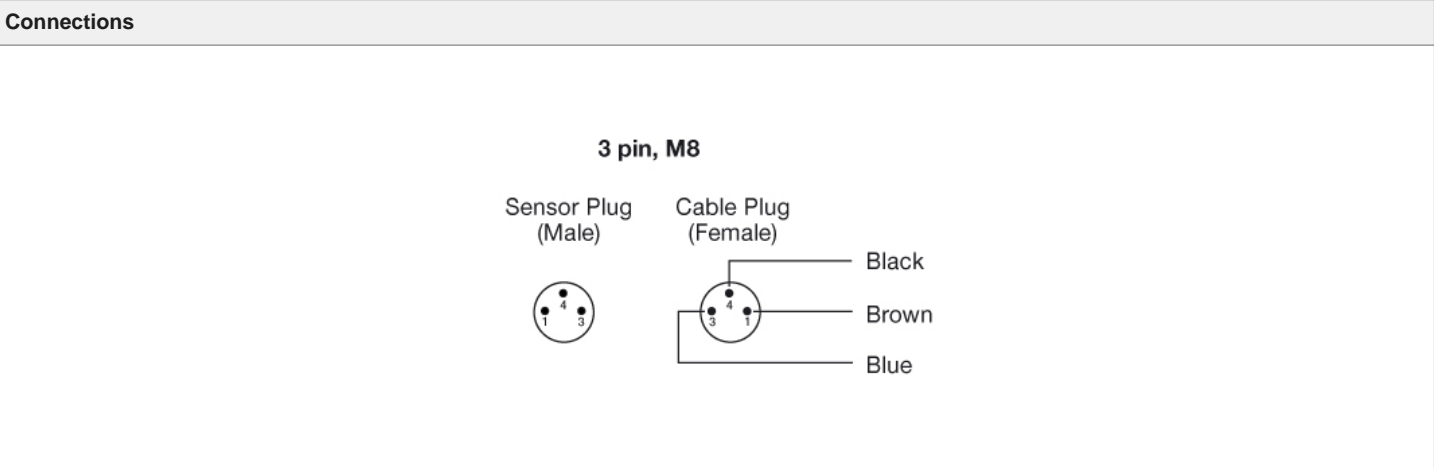 Connections
3 pin, M8
Sensor Plug
(Male)
Cable Plug
(Female)
4
1
3
4
3
1
Black
Brown
Blue